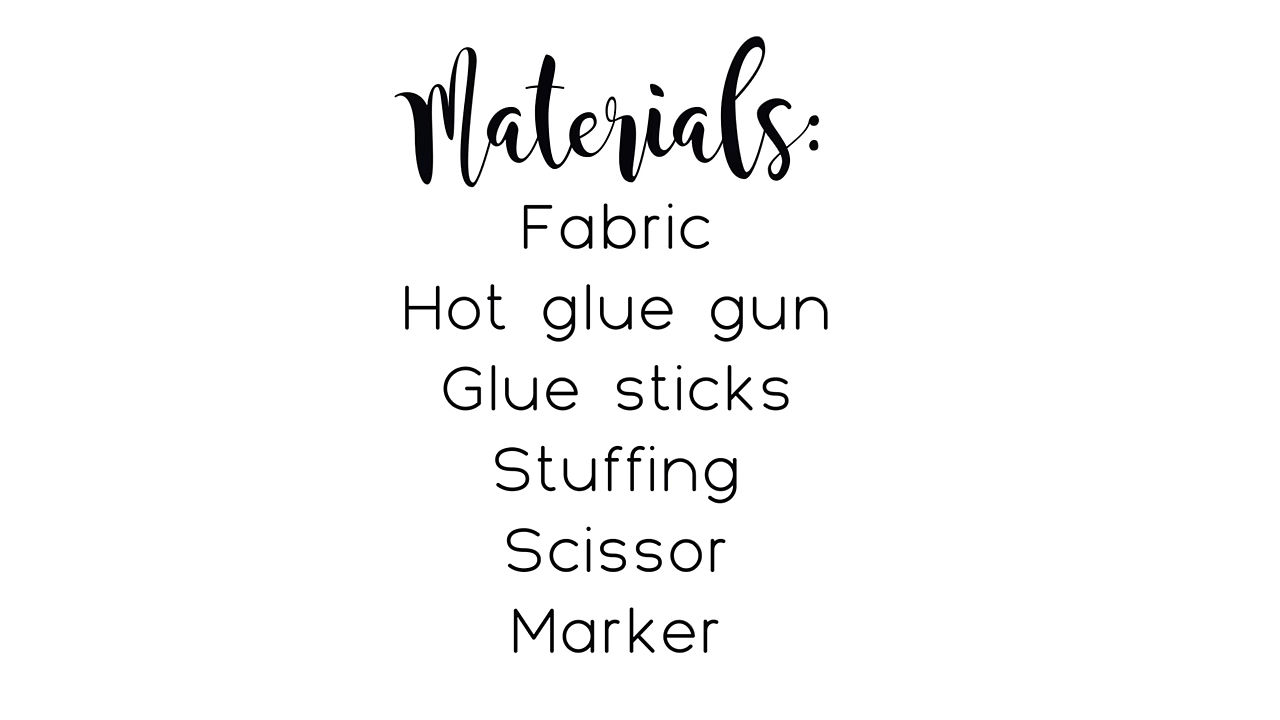 Materials:
Fabric
Hot glue gun
Glue sticks
Stuffing
Scissor
Marker